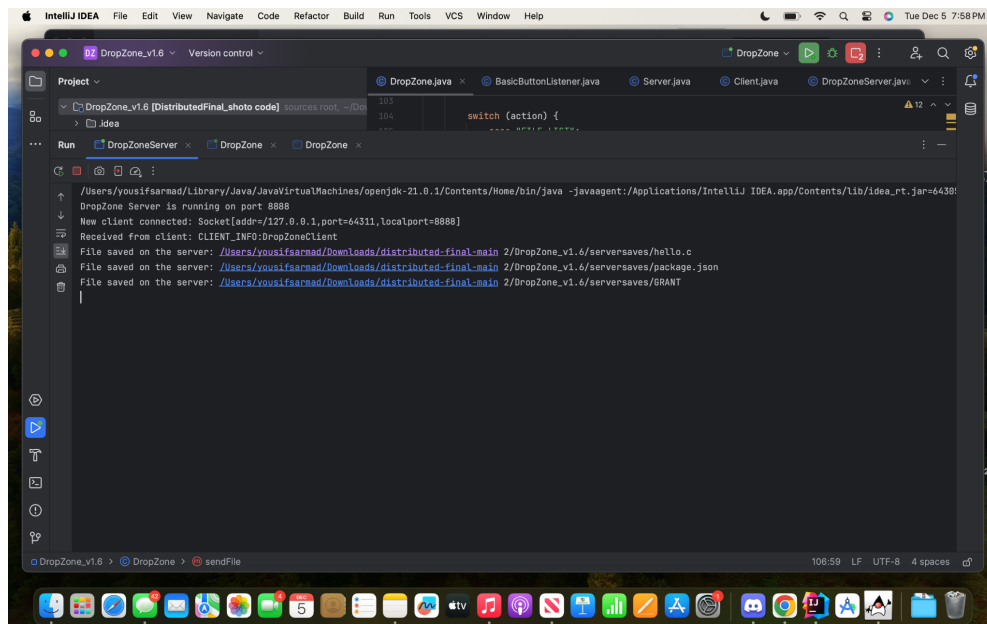 IntelliJ IDEA File Edit View Navigate Code Refactor Build Run Tools VCS Window Help Tue Dec 5 7:58 PM
DZ DropZone_v1.6 Version control DropZone 2
Project DropZone.java BasicButtonListener.java Server.java Client.java DropZoneServer.java
DropZone_v1.6 [DistributedFinal_shoto code] sources root, ~/Dow 103 12
104 switch (action) {
.idea
Run DropZoneServer DropZone DropZone
/Users/yousifsarmad/Library/Java/JavaVirtualMachines/openjdk-21.0.1/Contents/Home/bin/java -javaagent:/Applications/IntelliJ IDEA.app/Contents/lib/idea_rt.jar=64305
DropZone Server is running on port 8888
New client connected: Socket[addr=/127.0.0.1,port=64311,localport=8888]
Received from client: CLIENT_INFO:DropZoneClient
File saved on the server: /Users/yousifsarmad/Downloads/distributed-final-main 2/DropZone_v1.6/serversaves/hello.c
File saved on the server: /Users/yousifsarmad/Downloads/distributed-final-main 2/DropZone_v1.6/serversaves/package.json
File saved on the server: /Users/yousifsarmad/Downloads/distributed-final-main 2/DropZone_v1.6/serversaves/GRANT
DropZone_v1.6 > DropZone > sendFile 106:59 LF UTF-8 4 spaces
42 4 DEC 5 tv 1 IJ